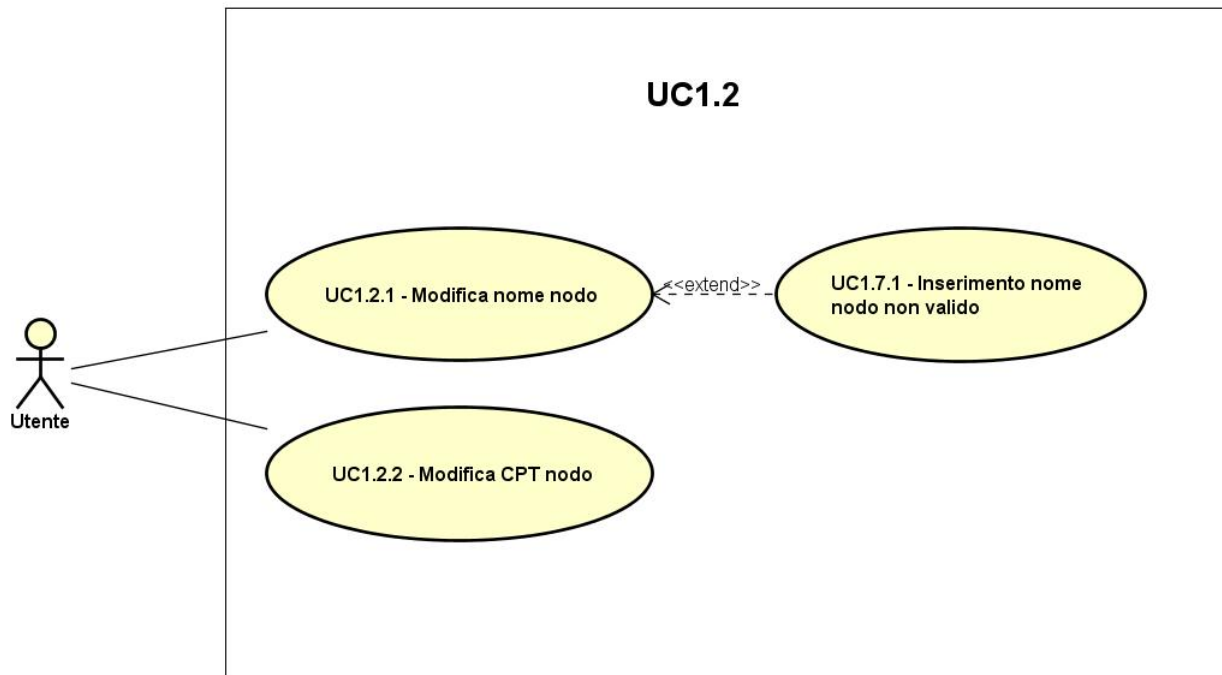 UC1.2
UC1.2.1 - Modifica nome nodo
<<extend>>
UC1.7.1 - Inserimento nome
nodo non valido
Utente
UC1.2.2 - Modifica CPT nodo